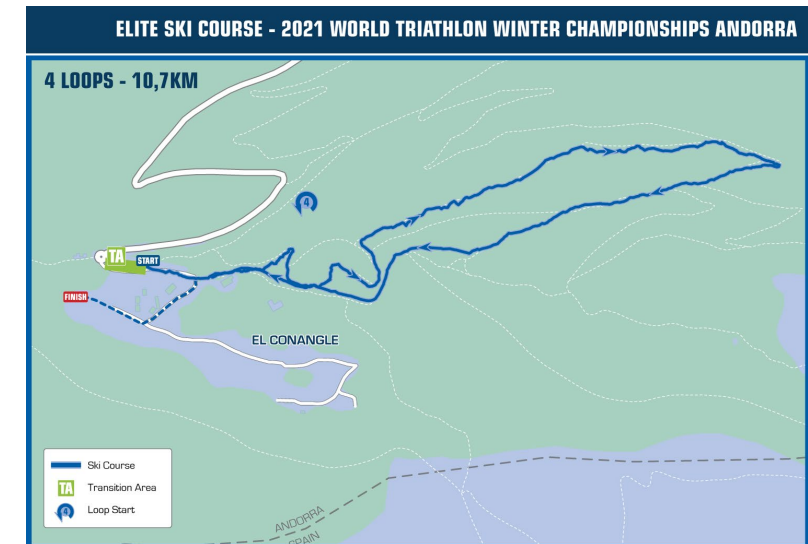 ELITE SKI COURSE - 2021 WORLD TRIATHLON WINTER CHAMPIONSHIPS ANDORRA
4 LOOPS - 10,7KM
4
TA
START
FINISH
EL CONANGLE
Ski Course
TA
Transition Area
Loop Start
ANDORRA
SPAIN